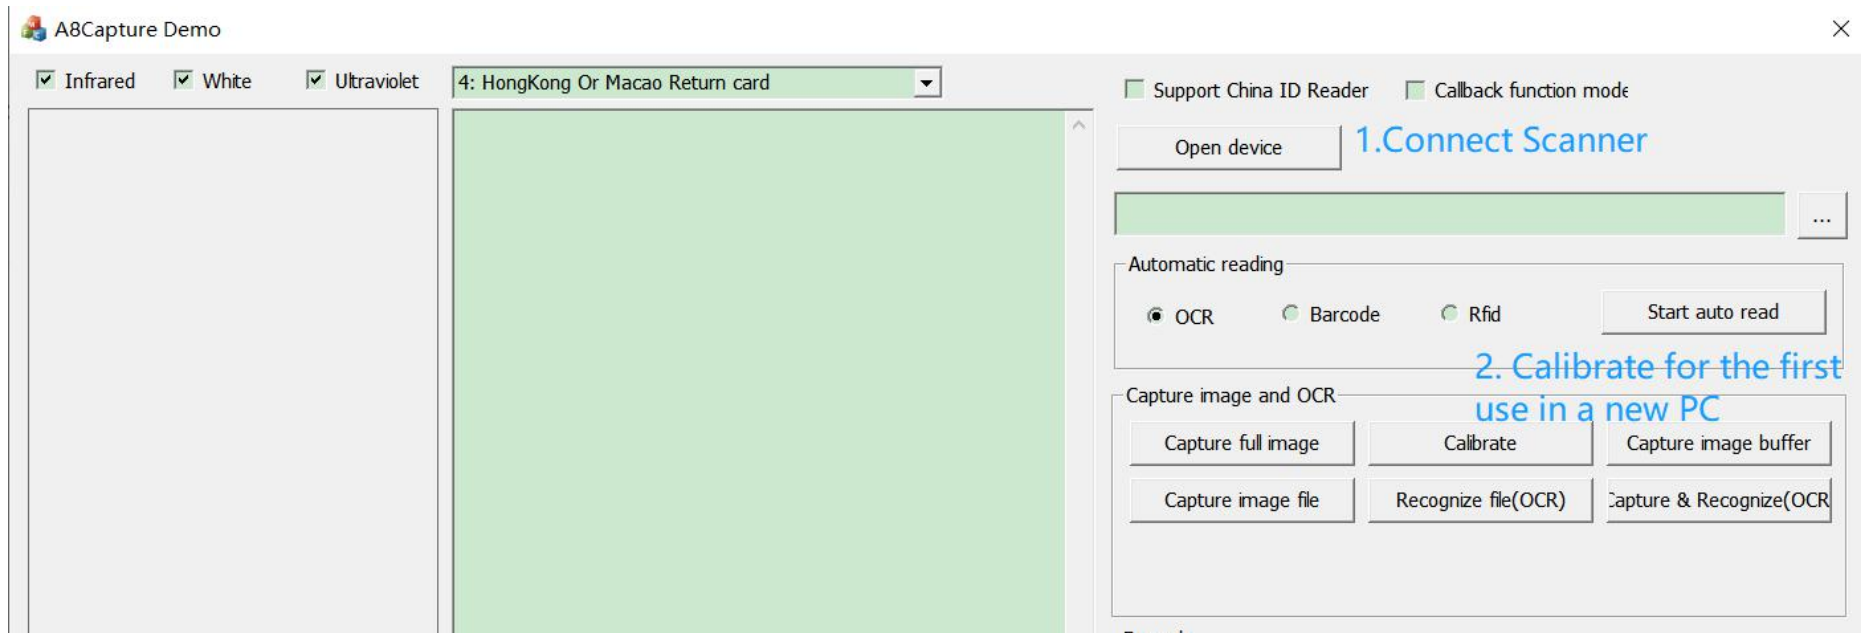 A8Capture Demo
Infrared White Ultraviolet 4: HongKong Or Macao Return card
Support China ID Reader Callback function mode
Open device 1.Connect Scanner
...
Automatic reading
OCR Barcode Rfid Start auto read
2. Calibrate for the first
use in a new PC
Capture image and OCR
Capture full image Calibrate Capture image buffer
Capture image file Recognize file(OCR) Capture & Recognize(OCR